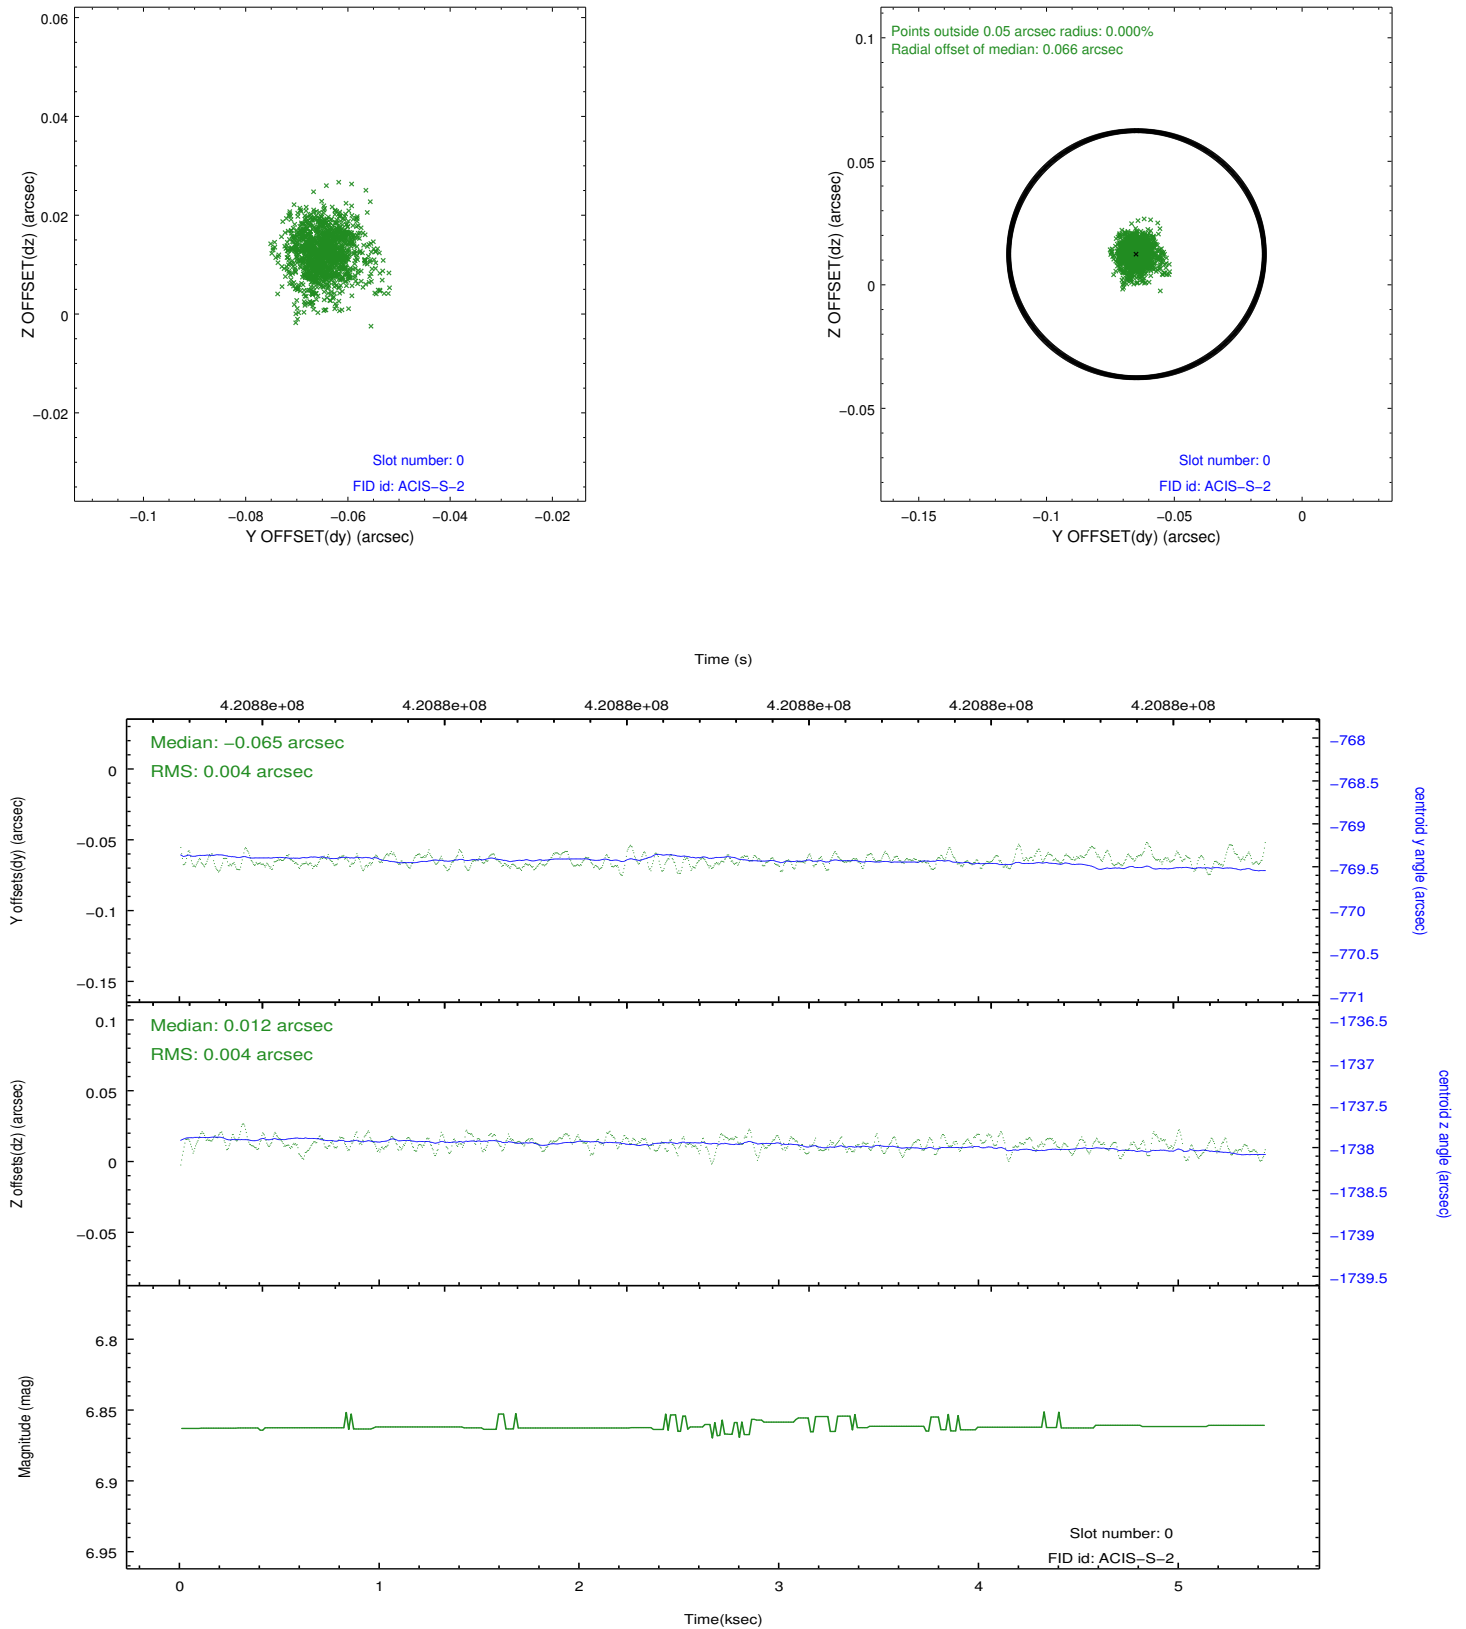 0.06
0.04
0.02
0
−0.02
Z OFFSET(dz) (arcsec)
Slot number: 0
FID id: ACIS−S−2
−0.1 −0.08 −0.06 −0.04 −0.02
Y OFFSET(dy) (arcsec)
Points outside 0.05 arcsec radius: 0.000%
Radial offset of median: 0.066 arcsec
0.1
0.05
0
−0.05
Z OFFSET(dz) (arcsec)
Slot number: 0
FID id: ACIS−S−2
−0.15 −0.1 −0.05 0
Y OFFSET(dy) (arcsec)
Time (s)
4.2088e+08 4.2088e+08 4.2088e+08 4.2088e+08 4.2088e+08 4.2088e+08
Median: −0.065 arcsec
RMS: 0.004 arcsec
0
−0.05
−0.1
−0.15
Y offsets(dy) (arcsec)
−768
−768.5
−769
−769.5
−770
−770.5
−771
centroid y angle (arcsec)
Median: 0.012 arcsec
RMS: 0.004 arcsec
0.1
0.05
0
−0.05
Z offsets(dz) (arcsec)
−1736.5
−1737
−1737.5
−1738
−1738.5
−1739
−1739.5
centroid z angle (arcsec)
6.8
6.85
6.9
6.95
Magnitude (mag)
Slot number: 0
FID id: ACIS−S−2
0 1 2 3 4 5
Time(ksec)